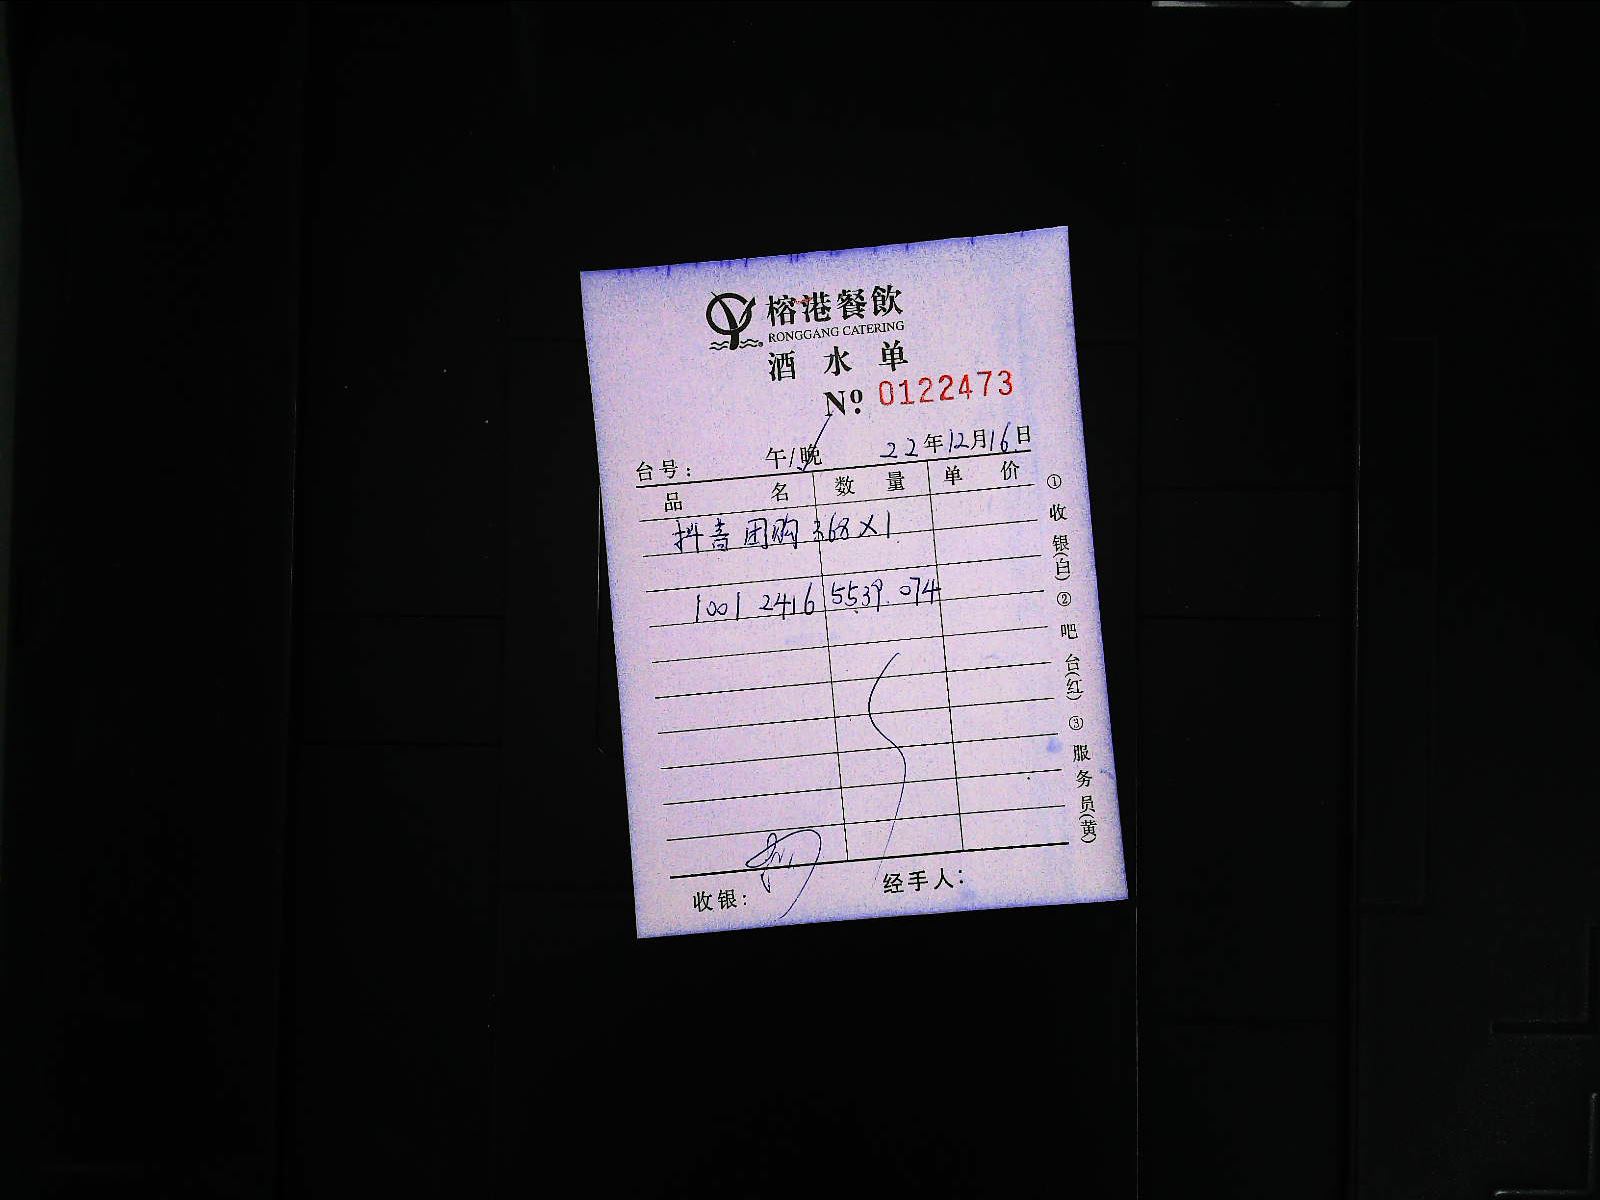 榕港餐飲
RONGGANG CATERING
酒水单
Nº 0122473
台号: 午/晚 22年12月16日
品名 数量 单价
抖音团购 368×1
1001 2416 5539.074
收银: 经手人:
①收银(白)②吧台(红)③服务员(黄)